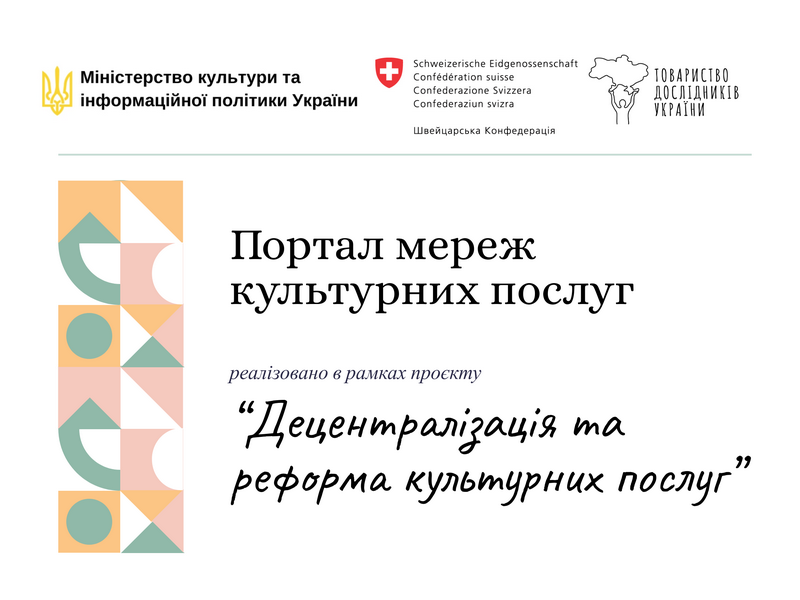 Міністерство культури та
інформаційної політики України
Schweizerische Eidgenossenschaft
Confédération suisse
Confederazione Svizzera
Confederaziun svizra
Швейцарська Конфедерація
ТОВАРИСТВО
ДОСЛІДНИКІВ
УКРАЇНИ
Портал мереж
культурних послуг
реалізовано в рамках проєкту
“Децентралізація та
реформа культурних послуг”